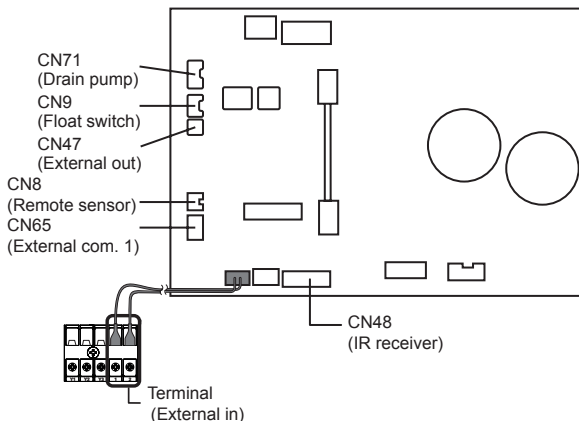 CN71
(Drain pump)
CN9
(Float switch)
CN47
(External out)
CN8
(Remote sensor)
CN65
(External com. 1)
CN48
(IR receiver)
Terminal
(External in)